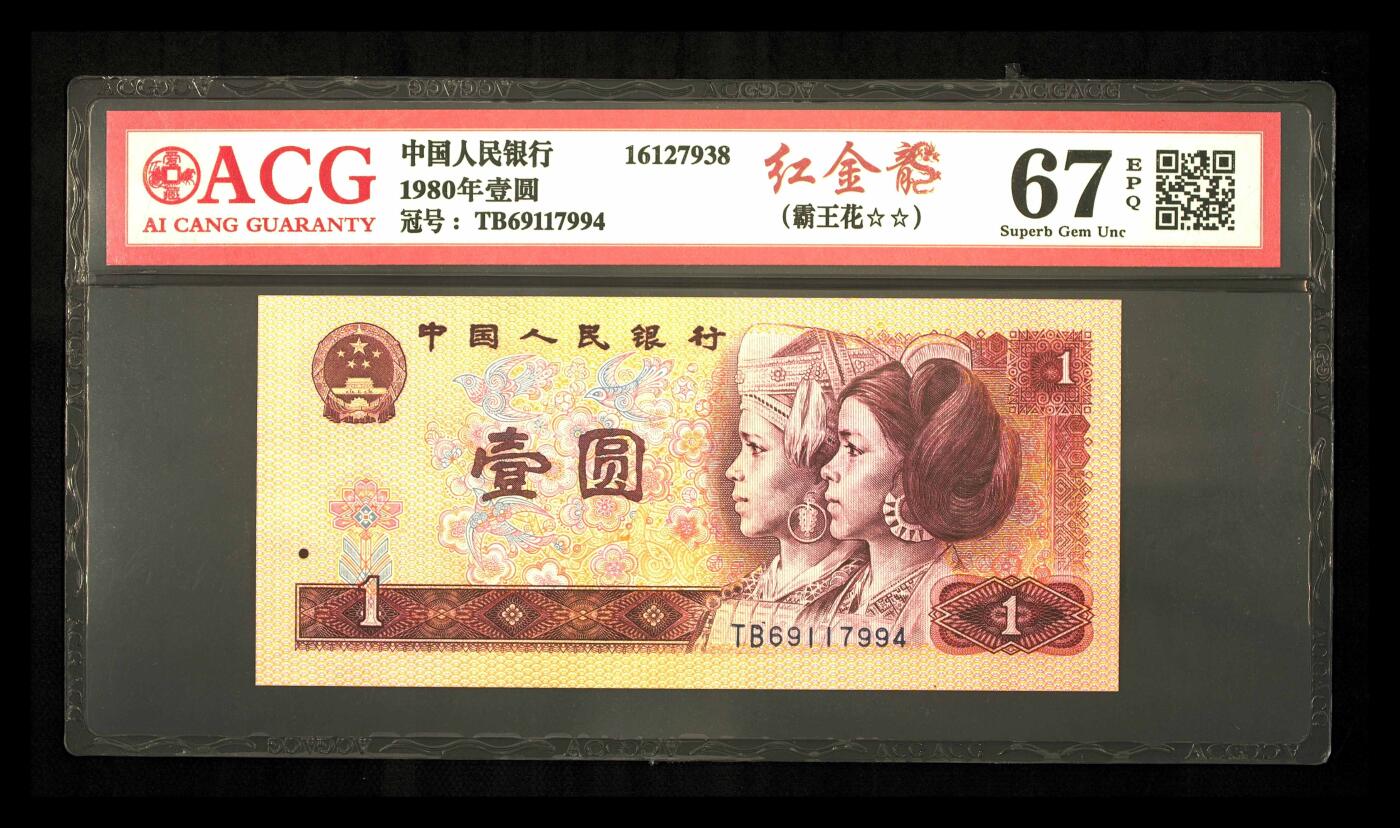 ACG
AI CANG GUARANTY
中国人民银行
16127938
1980年壹圆
冠号：TB69117994
红金龍
（霸王花☆☆）
67
EPQ
Superb Gem Unc
中国人民银行
1
壹圆
1
TB69117994
1